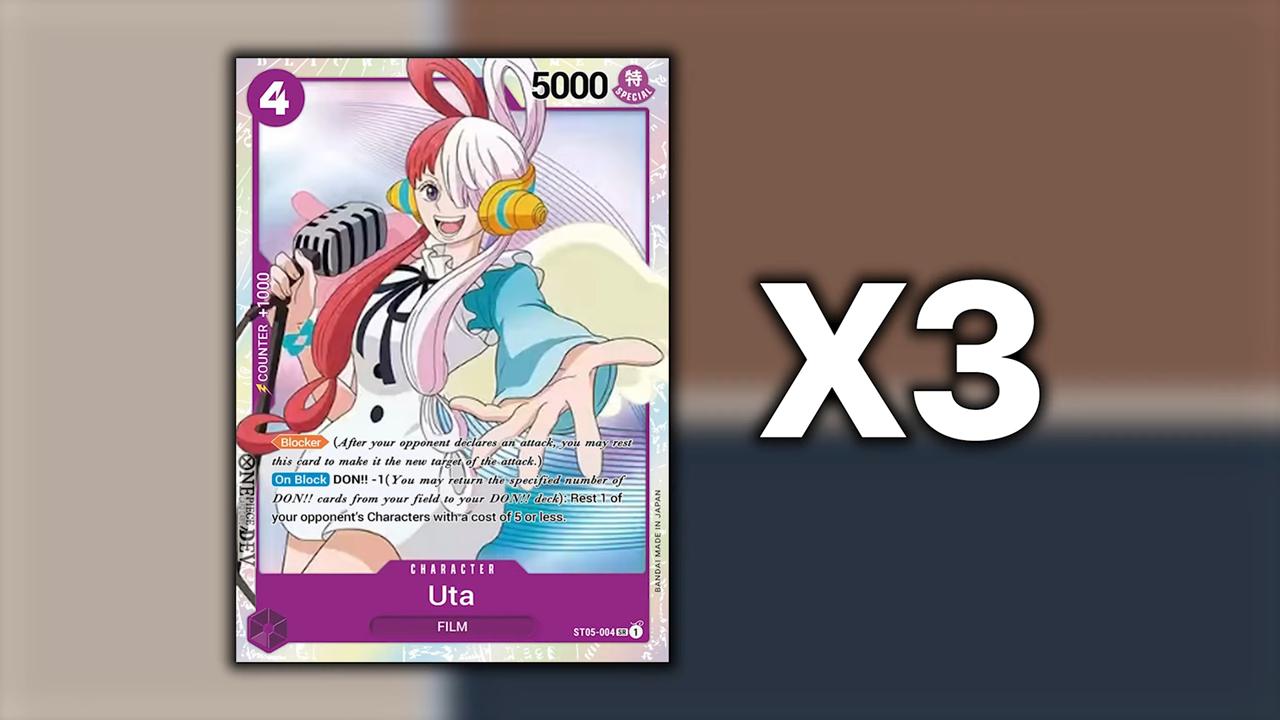 4
5000
特
SPECIAL
COUNTER +1000
Blocker (After your opponent declares an attack, you may rest
this card to make it the new target of the attack.)
On Block DON!! -1(You may return the specified number of
DON!! cards from your field to your DON!! deck): Rest 1 of
your opponent's Characters with a cost of 5 or less.
BANDAI MADE IN JAPAN
CHARACTER
Uta
FILM
ST05-004 SR 1
X3